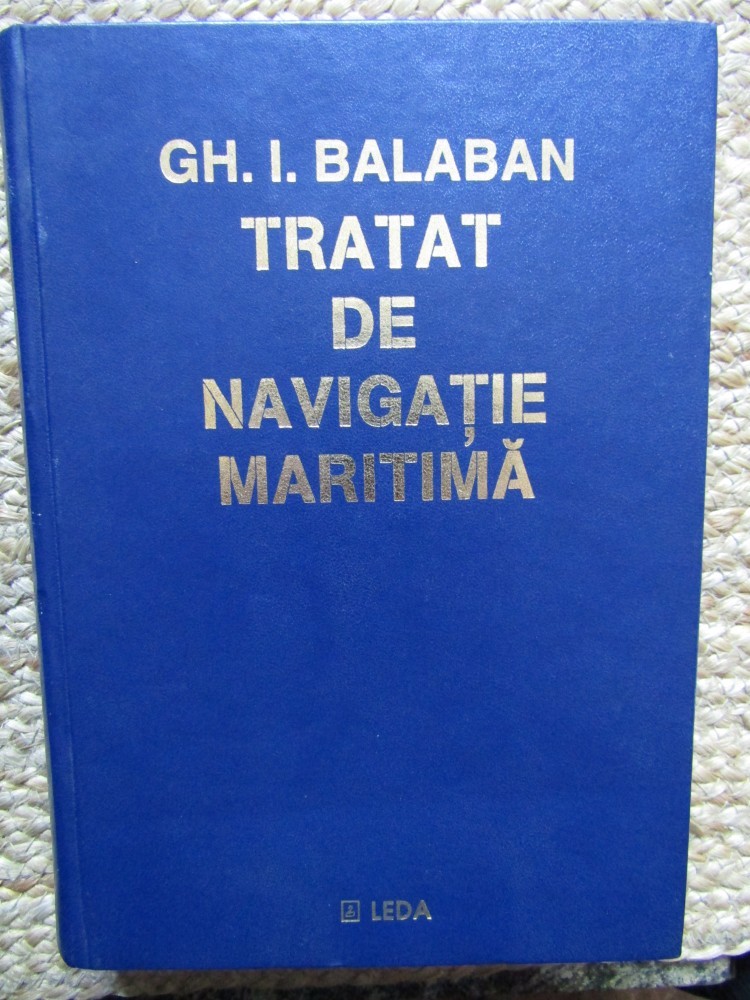 GH. I. BALABAN
TRATAT
DE
NAVIGAȚIE
MARITIMĂ
LEDA